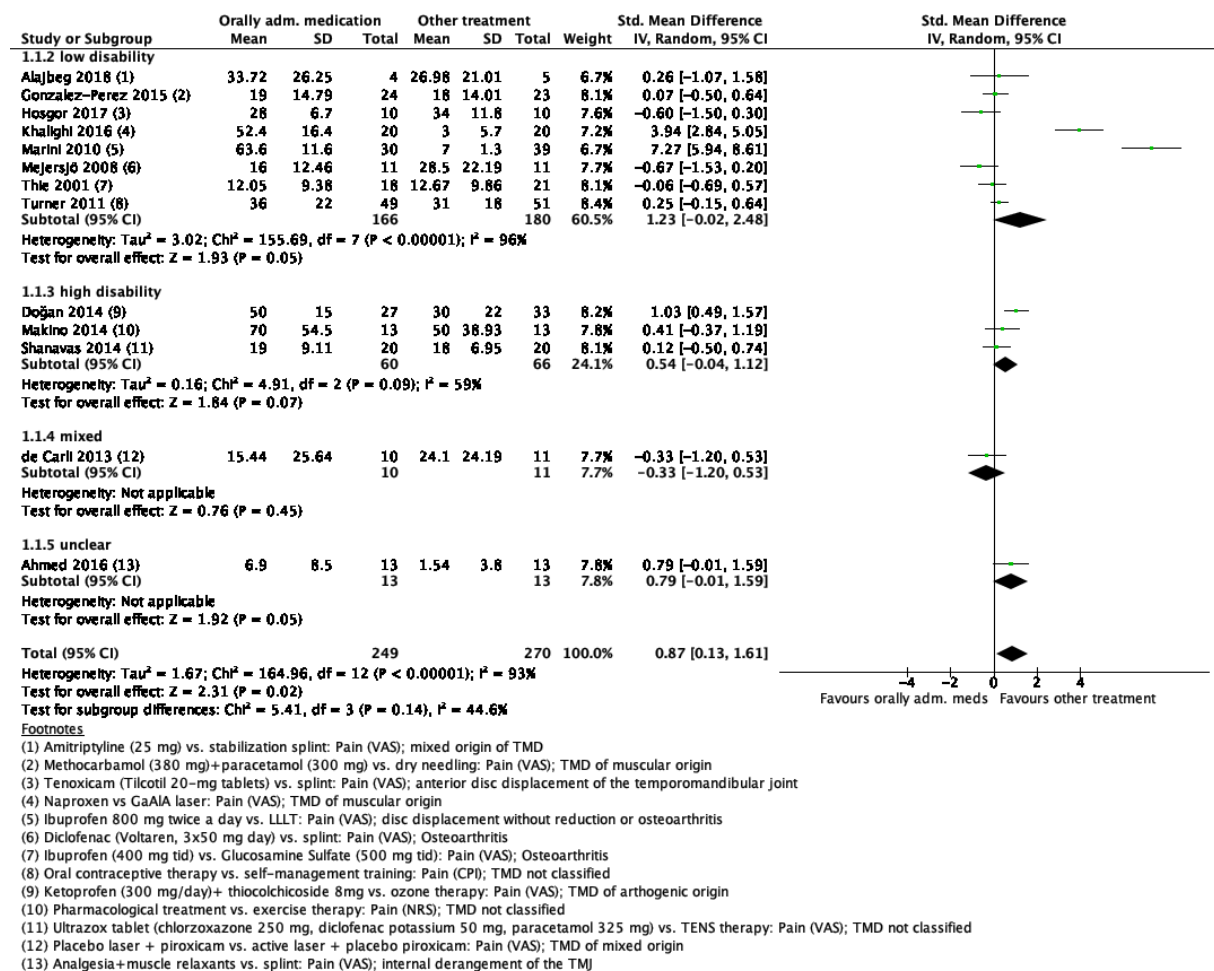 Orally adm. medication Other treatment Std. Mean Difference Std. Mean Difference
Study or Subgroup Mean SD Total Mean SD Total Weight IV, Random, 95% CI IV, Random, 95% CI
1.1.2 low disability
Alajbeg 2018 (1) 33.72 26.25 4 26.98 21.01 5 6.7% 0.26 [−1.07, 1.58]
Gonzalez-Perez 2015 (2) 19 14.79 24 18 14.01 23 8.1% 0.07 [−0.50, 0.64]
Hosgor 2017 (3) 28 6.7 10 34 11.8 10 7.6% −0.60 [−1.50, 0.30]
Khalighi 2016 (4) 52.4 16.4 20 3 5.7 20 7.2% 3.94 [2.84, 5.05]
Marini 2010 (5) 63.6 11.6 30 7 1.3 39 6.7% 7.27 [5.94, 8.61]
Mejersjö 2008 (6) 16 12.46 11 28.5 22.19 11 7.6% −0.67 [−1.53, 0.20]
Thie 2001 (7) 12.05 9.38 18 12.67 9.86 21 8.1% −0.06 [−0.69, 0.57]
Turner 2011 (8) 36 22 49 31 18 51 8.4% 0.25 [−0.15, 0.64]
Subtotal (95% CI) 166 180 60.5% 1.23 [−0.02, 2.48]
Heterogeneity: Tau² = 3.02; Chi² = 155.69, df = 7 (P < 0.00001); I² = 96%
Test for overall effect: Z = 1.93 (P = 0.05)
1.1.3 high disability
Doğan 2014 (9) 50 15 27 30 22 33 8.2% 1.03 [0.49, 1.57]
Makino 2014 (10) 70 54.5 13 50 38.93 13 7.8% 0.41 [−0.37, 1.19]
Shanavas 2014 (11) 19 9.11 20 18 6.95 20 8.1% 0.12 [−0.50, 0.74]
Subtotal (95% CI) 60 66 24.1% 0.54 [−0.04, 1.12]
Heterogeneity: Tau² = 0.16; Chi² = 4.91, df = 2 (P = 0.09); I² = 59%
Test for overall effect: Z = 1.84 (P = 0.07)
1.1.4 mixed
de Carli 2013 (12) 15.44 25.64 10 24.1 24.19 11 7.7% −0.33 [−1.20, 0.53]
Subtotal (95% CI) 10 11 7.7% −0.33 [−1.20, 0.53]
Heterogeneity: Not applicable
Test for overall effect: Z = 0.76 (P = 0.45)
1.1.5 unclear
Ahmed 2016 (13) 6.9 8.5 13 1.54 3.8 13 7.8% 0.79 [−0.01, 1.59]
Subtotal (95% CI) 13 13 7.8% 0.79 [−0.01, 1.59]
Heterogeneity: Not applicable
Test for overall effect: Z = 1.92 (P = 0.05)
Total (95% CI) 249 270 100.0% 0.87 [0.13, 1.61]
Heterogeneity: Tau² = 1.67; Chi² = 164.96, df = 12 (P < 0.00001); I² = 93%
Test for overall effect: Z = 2.31 (P = 0.02)
Test for subgroup differences: Chi² = 5.41, df = 3 (P = 0.14), I² = 44.6%
−4 −2 0 2 4
Favours orally adm. meds Favours other treatment
Footnotes
(1) Amitriptyline (25 mg) vs. stabilization splint: Pain (VAS); mixed origin of TMD
(2) Methocarbamol (380 mg)+paracetamol (300 mg) vs. dry needling: Pain (VAS); TMD of muscular origin
(3) Tenoxicam (Tilcotil 20-mg tablets) vs. splint: Pain (VAS); anterior disc displacement of the temporomandibular joint
(4) Naproxen vs GaAlA laser: Pain (VAS); TMD of muscular origin
(5) Ibuprofen 800 mg twice a day vs. LLLT: Pain (VAS); disc displacement without reduction or osteoarthritis
(6) Diclofenac (Voltaren, 3x50 mg day) vs. splint: Pain (VAS); Osteoarthritis
(7) Ibuprofen (400 mg tid) vs. Glucosamine Sulfate (500 mg tid): Pain (VAS); Osteoarthritis
(8) Oral contraceptive therapy vs. self-management training: Pain (CPI); TMD not classified
(9) Ketoprofen (300 mg/day)+ thiocolchicoside 8mg vs. ozone therapy: Pain (VAS); TMD of arthogenic origin
(10) Pharmacological treatment vs. exercise therapy: Pain (NRS); TMD not classified
(11) Ultrazox tablet (chlorzoxazone 250 mg, diclofenac potassium 50 mg, paracetamol 325 mg) vs. TENS therapy: Pain (VAS); TMD not classified
(12) Placebo laser + piroxicam vs. active laser + placebo piroxicam: Pain (VAS); TMD of mixed origin
(13) Analgesia+muscle relaxants vs. splint: Pain (VAS); internal derangement of the TMJ